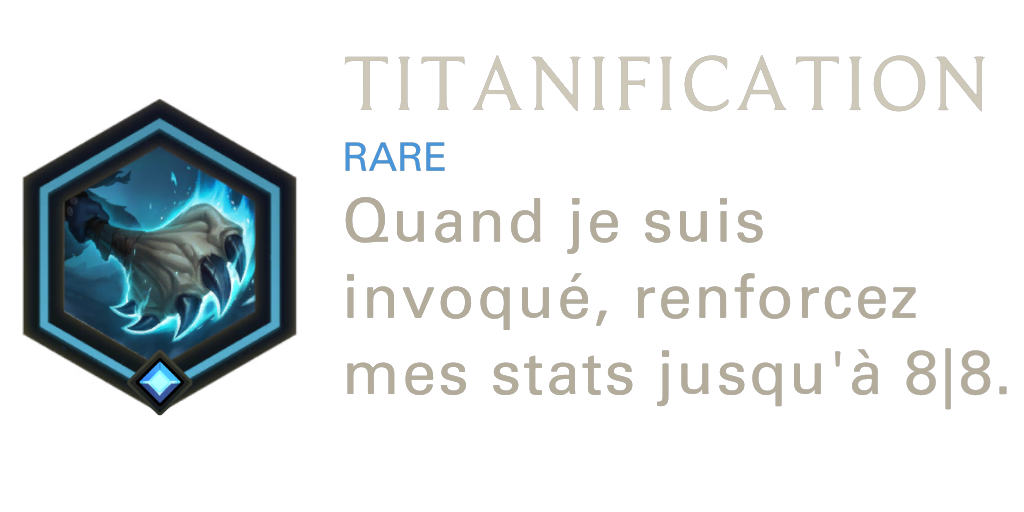 TITANIFICATION
RARE
Quand je suis
invoqué, renforcez
mes stats jusqu'à 8|8.